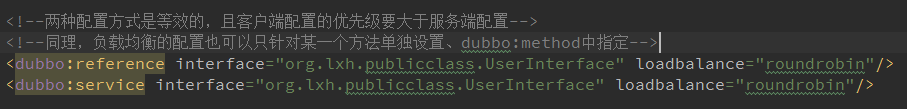 <!--两种配置方式是等效的，且客户端配置的优先级要大于服务端配置-->
<!--同理，负载均衡的配置也可以只针对某一个方法单独设置、dubbo:method中指定-->
<dubbo:reference interface="org.lxh.publicclass.UserInterface" loadbalance="roundrobin"/>
<dubbo:service interface="org.lxh.publicclass.UserInterface" loadbalance="roundrobin"/>